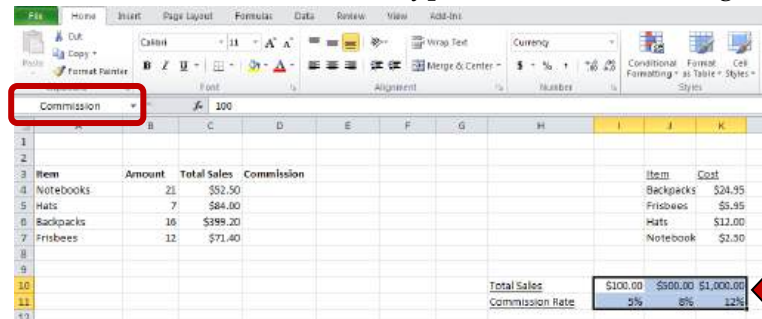 File Home Insert Page Layout Formulas Data Review View Add-Ins
Cut Calibri 11 A A Wrap Text Currency
Copy
Paste Format Painter B I U A Merge & Center $ % , Conditional Format Cell
Formatting as Table Styles
Font Alignment Number Styles
Commission fx 100
A B C D E F G H I J K
1
2
3 Item Amount Total Sales Commission Item Cost
4 Notebooks 21 $52.50 Backpacks $24.95
5 Hats 7 $84.00 Frisbees $5.95
6 Backpacks 16 $399.20 Hats $12.00
7 Frisbees 12 $71.40 Notebook $2.50
8
9
10 Total Sales $100.00 $500.00 $1,000.00
11 Commission Rate 5% 8% 12%
12